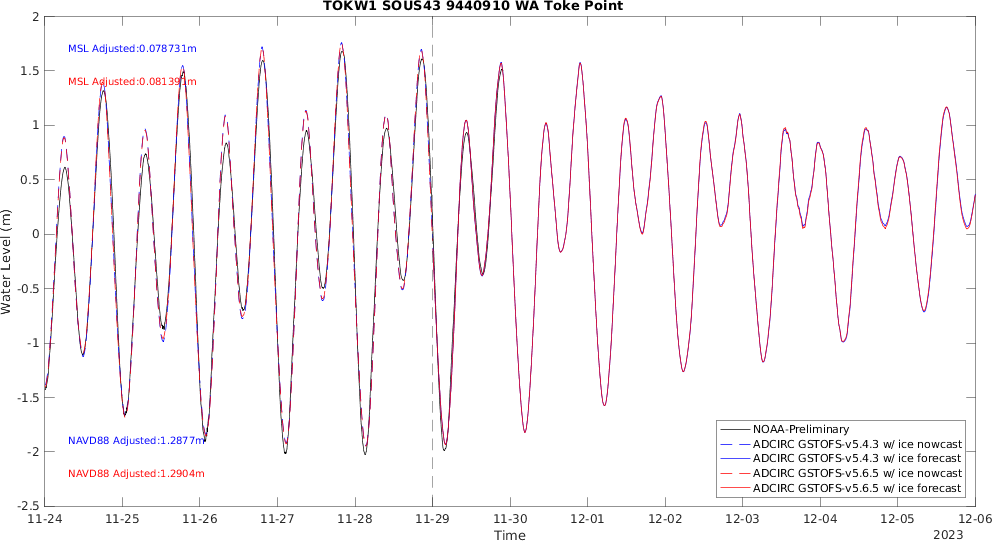 TOKW1 SOUS43 9440910 WA Toke Point
MSL Adjusted:0.078731m
MSL Adjusted:0.081391m
NAVD88 Adjusted:1.2877m
NAVD88 Adjusted:1.2904m
Water Level (m)
2
1.5
1
0.5
0
-0.5
-1
-1.5
-2
-2.5
NOAA-Preliminary
ADCIRC GSTOFS-v5.4.3 w/ ice nowcast
ADCIRC GSTOFS-v5.4.3 w/ ice forecast
ADCIRC GSTOFS-v5.6.5 w/ ice nowcast
ADCIRC GSTOFS-v5.6.5 w/ ice forecast
11-24 11-25 11-26 11-27 11-28 11-29 11-30 12-01 12-02 12-03 12-04 12-05 12-06
Time
2023